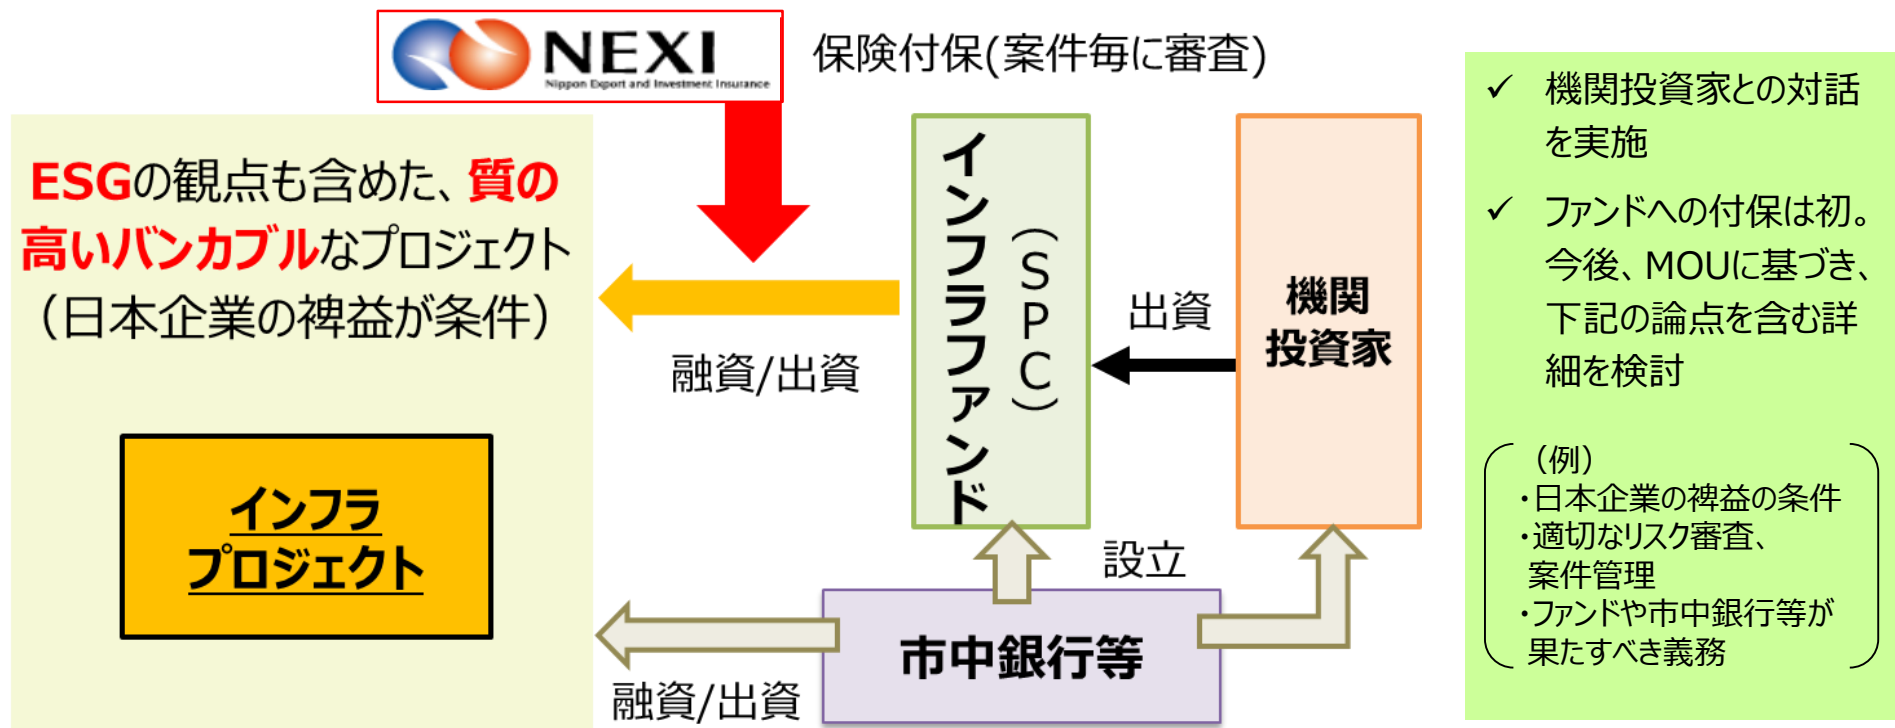 NEXI
Nippon Export and Investment Insurance
保険付保(案件毎に審査)
ESGの観点も含めた、質の
高いバンカブルなプロジェクト
（日本企業の裨益が条件）
インフラ
プロジェクト
融資/出資
インフラファンド
（SPC）
出資
機関
投資家
設立
市中銀行等
融資/出資
✓ 機関投資家との対話
を実施
✓ ファンドへの付保は初。
今後、MOUに基づき、
下記の論点を含む詳
細を検討
（例）
・日本企業の裨益の条件
・適切なリスク審査、
案件管理
・ファンドや市中銀行等が
果たすべき義務